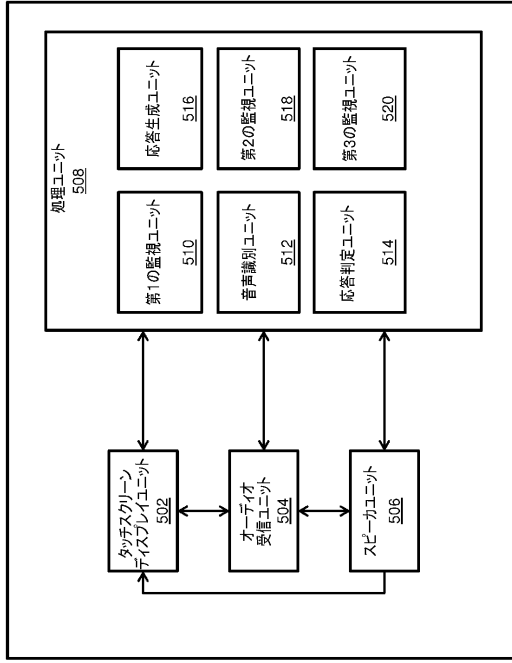 タッチスクリーン
ディスプレイユニット
502
オーディオ
受信ユニット
504
スピーカユニット
506
処理ユニット
508
第1の監視ユニット
510
応答生成ユニット
516
音声識別ユニット
512
第2の監視ユニット
518
応答判定ユニット
514
第3の監視ユニット
520